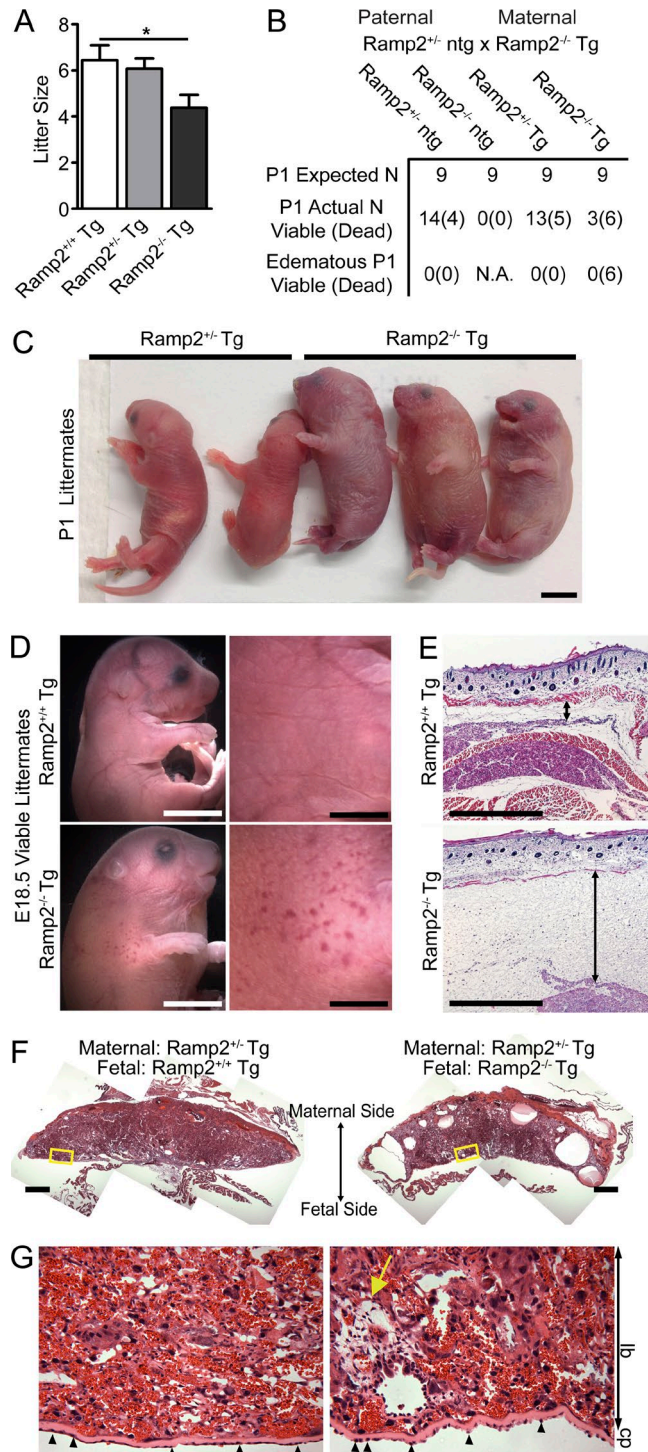 A
*
Litter Size
8
6
4
2
0
Ramp2+/+ Tg
Ramp2+/- Tg
Ramp2-/- Tg
B
Paternal Maternal
Ramp2+/- ntg x Ramp2-/- Tg
Ramp2+/- ntg
Ramp2-/- ntg
Ramp2+/- Tg
Ramp2-/- Tg
P1 Expected N 9 9 9 9
P1 Actual N
Viable (Dead) 14(4) 0(0) 13(5) 3(6)
Edematous P1
Viable (Dead) 0(0) N.A. 0(0) 0(6)
C
Ramp2+/- Tg Ramp2-/- Tg
P1 Littermates
D
E18.5 Viable Littermates
Ramp2+/+ Tg
Ramp2-/- Tg
E
Ramp2+/+ Tg
Ramp2-/- Tg
F
Maternal: Ramp2+/- Tg
Fetal: Ramp2+/+ Tg
Maternal: Ramp2+/- Tg
Fetal: Ramp2-/- Tg
Maternal Side
Fetal Side
G
lb
cp